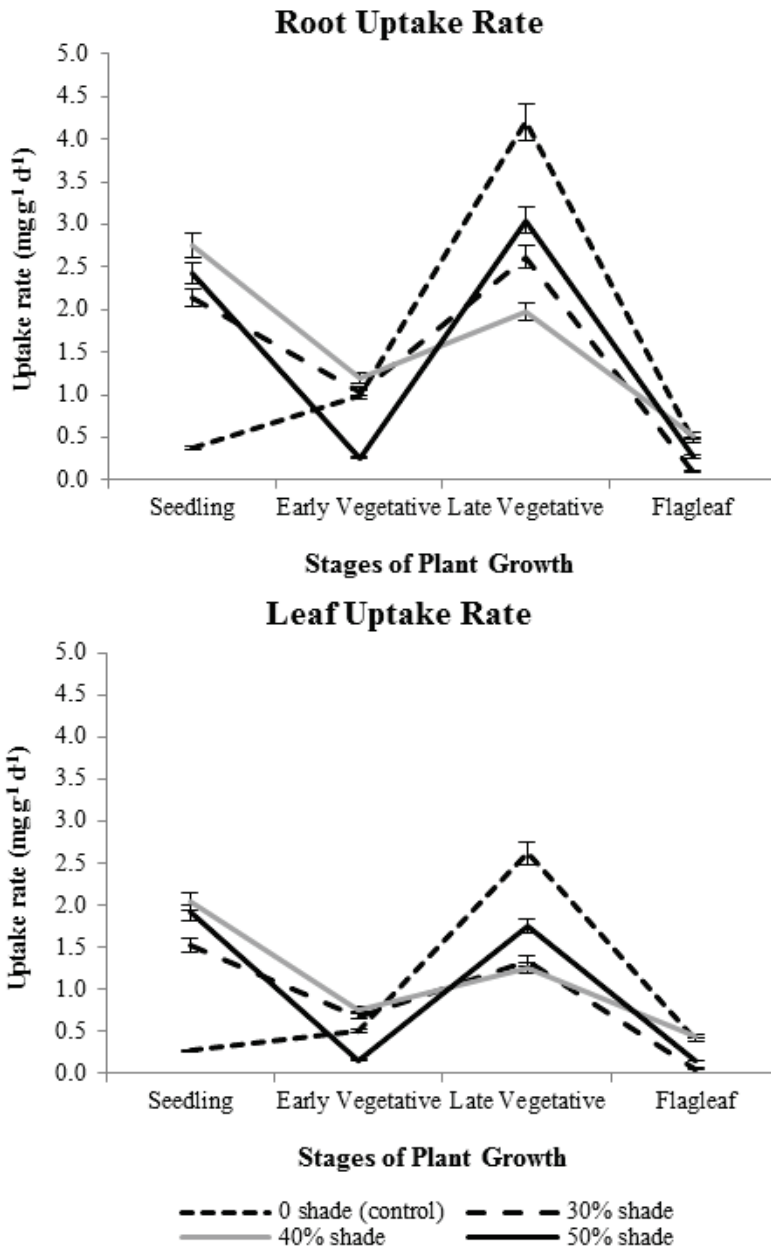 Root Uptake Rate
5.0
4.5
4.0
3.5
3.0
2.5
2.0
1.5
1.0
0.5
0.0
Uptake rate (mg g⁻¹ d⁻¹)
Seedling Early Vegetative Late Vegetative Flagleaf
Stages of Plant Growth
Leaf Uptake Rate
5.0
4.5
4.0
3.5
3.0
2.5
2.0
1.5
1.0
0.5
0.0
Uptake rate (mg g⁻¹ d⁻¹)
Seedling Early Vegetative Late Vegetative Flagleaf
Stages of Plant Growth
0 shade (control) 30% shade
40% shade 50% shade